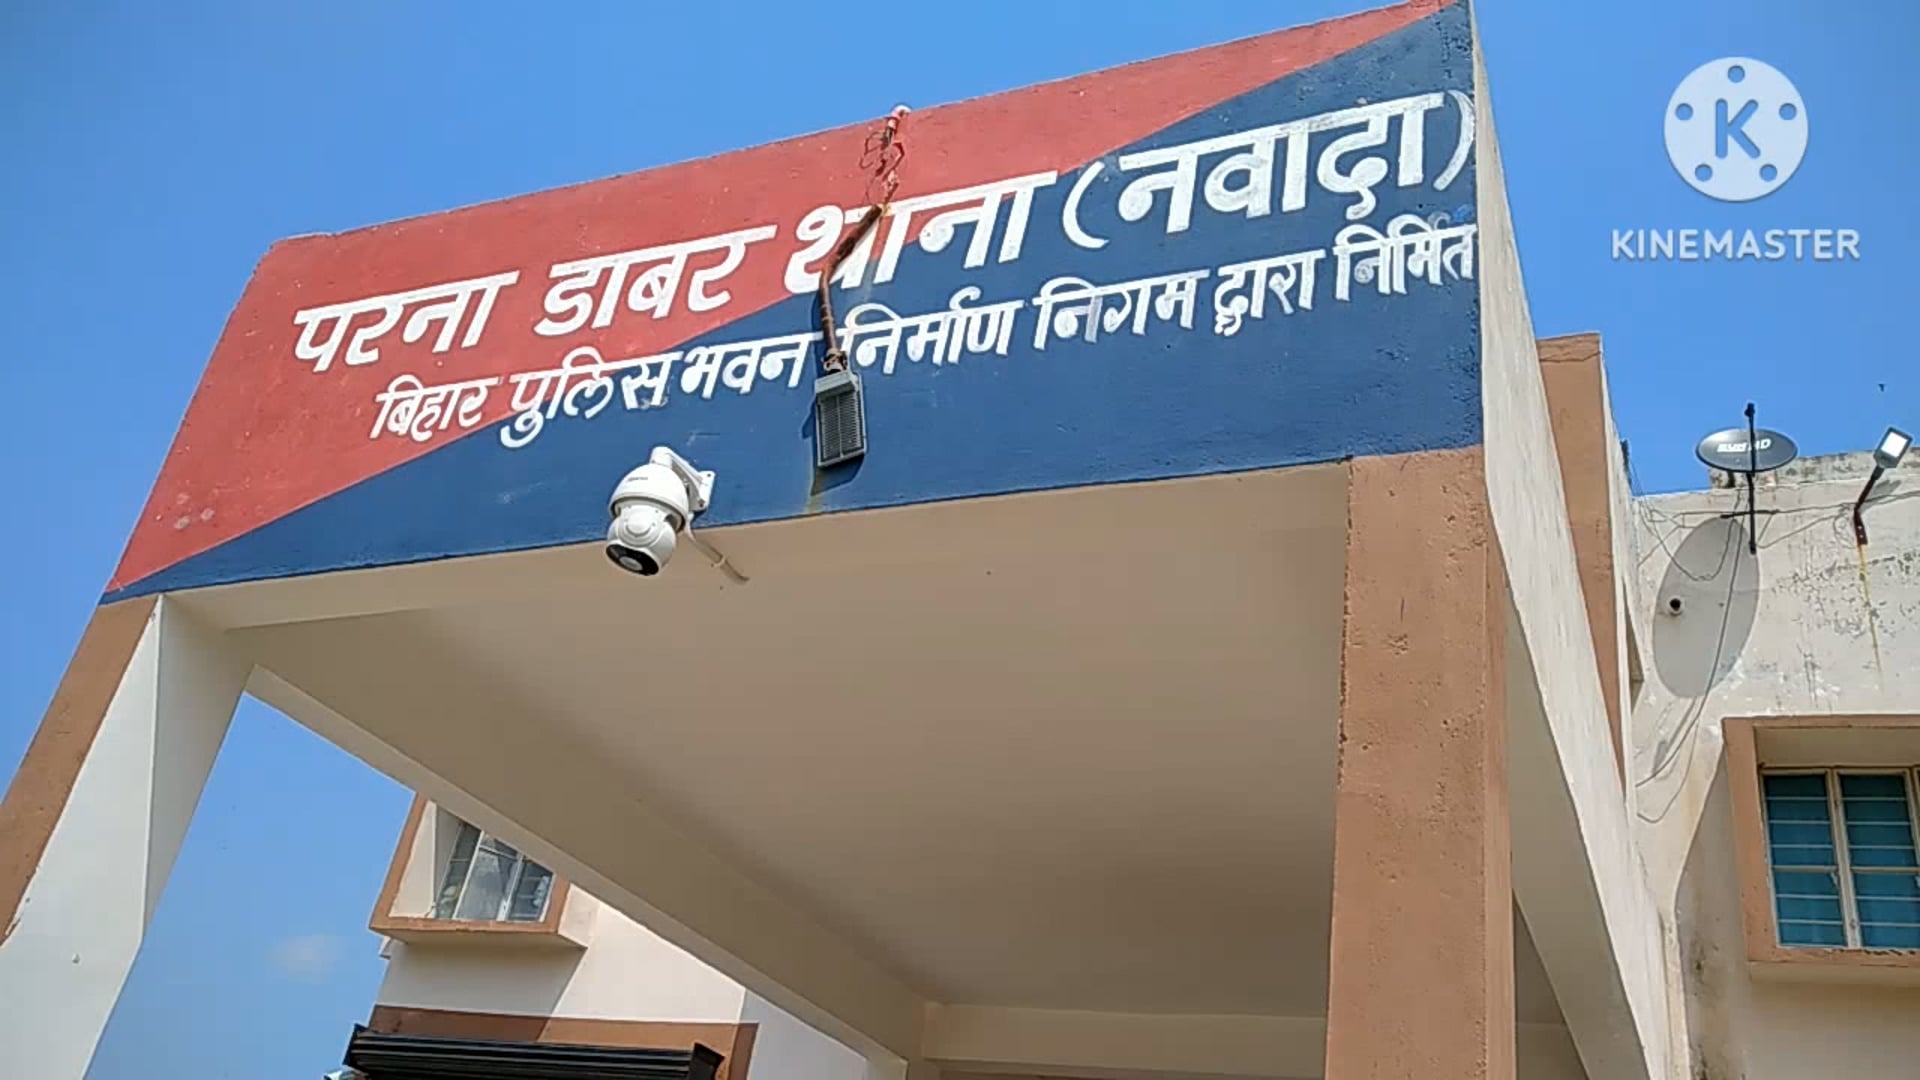 परना डाबर थाना (नवादा)
बिहार पुलिस भवन निर्माण निगम द्वारा निर्मित
K
KINEMASTER